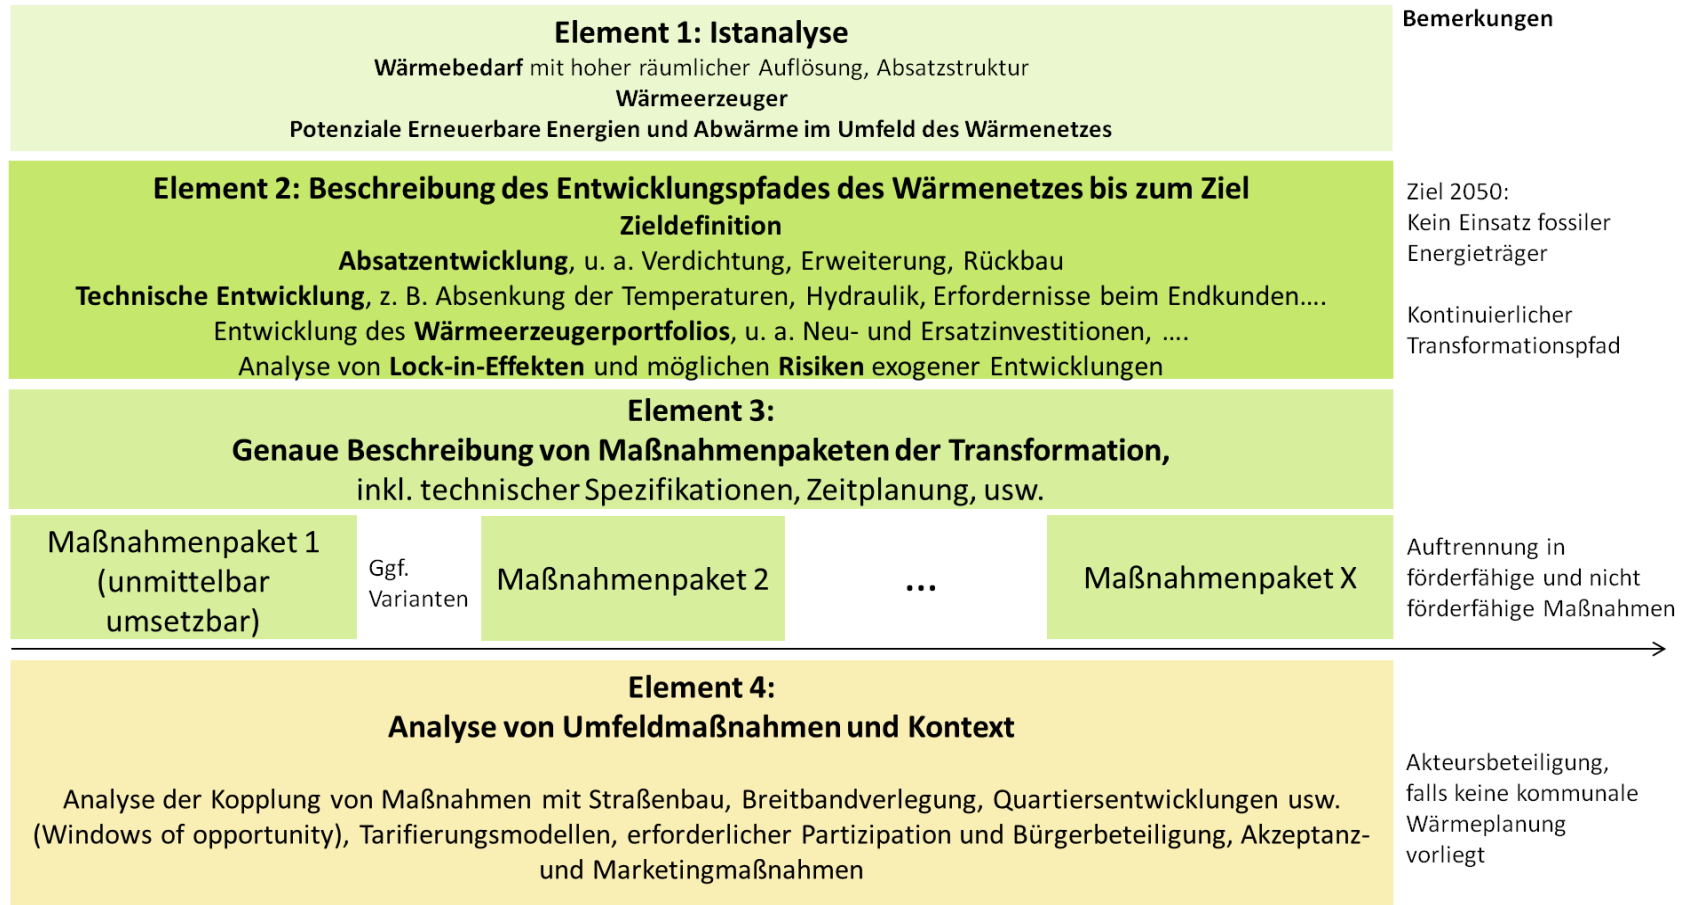 Element 1: Istanalyse
Wärmebedarf mit hoher räumlicher Auflösung, Absatzstruktur
Wärmeerzeuger
Potenziale Erneuerbare Energien und Abwärme im Umfeld des Wärmenetzes
Bemerkungen
Element 2: Beschreibung des Entwicklungspfades des Wärmenetzes bis zum Ziel
Zieldefinition
Absatzentwicklung, u. a. Verdichtung, Erweiterung, Rückbau
Technische Entwicklung, z. B. Absenkung der Temperaturen, Hydraulik, Erfordernisse beim Endkunden….
Entwicklung des Wärmeerzeugerportfolios, u. a. Neu- und Ersatzinvestitionen, ….
Analyse von Lock-in-Effekten und möglichen Risiken exogener Entwicklungen
Ziel 2050:
Kein Einsatz fossiler
Energieträger
Kontinuierlicher
Transformationspfad
Element 3:
Genaue Beschreibung von Maßnahmenpaketen der Transformation,
inkl. technischer Spezifikationen, Zeitplanung, usw.
Maßnahmenpaket 1
(unmittelbar
umsetzbar)
Ggf.
Varianten
Maßnahmenpaket 2
...
Maßnahmenpaket X
Auftrennung in
förderfähige und nicht
förderfähige Maßnahmen
Element 4:
Analyse von Umfeldmaßnahmen und Kontext
Analyse der Kopplung von Maßnahmen mit Straßenbau, Breitbandverlegung, Quartiersentwicklungen usw.
(Windows of opportunity), Tarifierungsmodellen, erforderlicher Partizipation und Bürgerbeteiligung, Akzeptanz-
und Marketingmaßnahmen
Akteursbeteiligung,
falls keine kommunale
Wärmeplanung
vorliegt